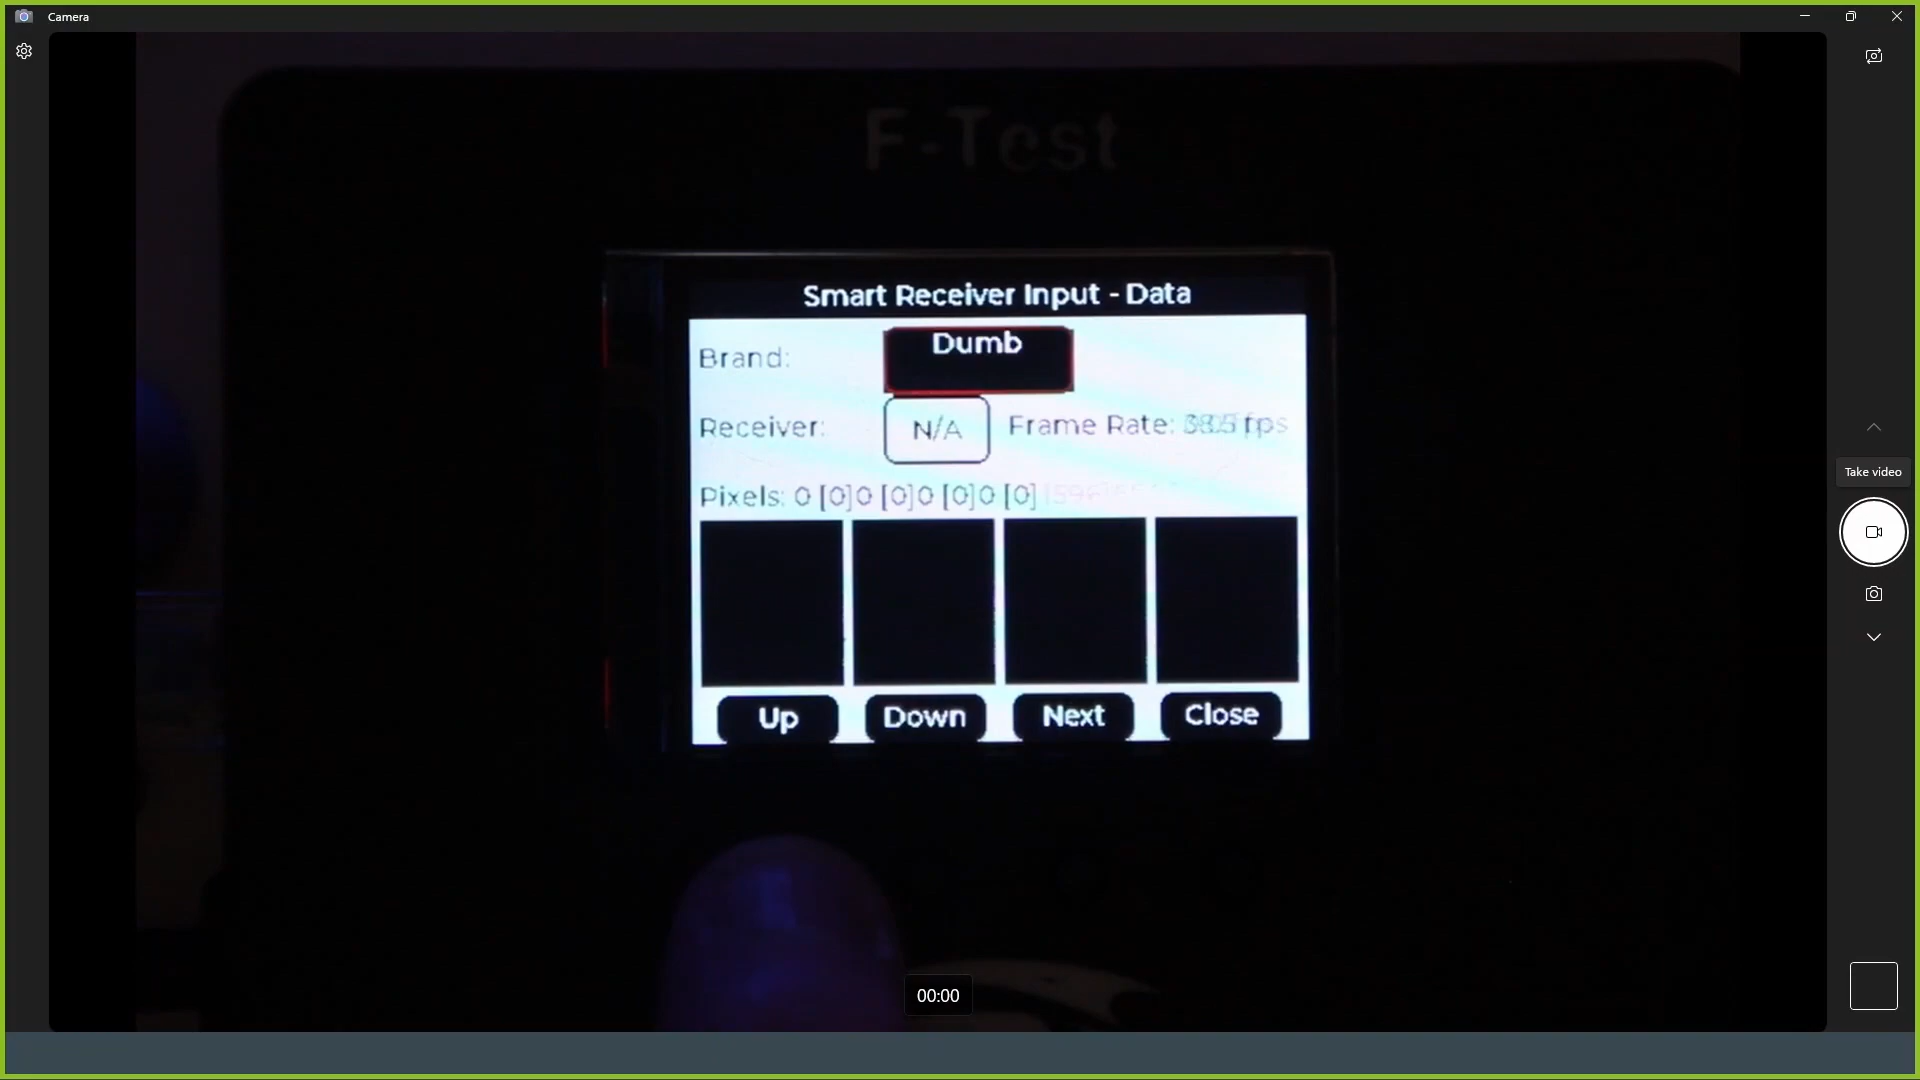 Camera
F-Test
Smart Receiver Input - Data
Brand: Dumb
Receiver: N/A Frame Rate: fps
Pixels: 0 [0]0 [0]0 [0]0 [0]
Take video
Up Down Next Close
00:00